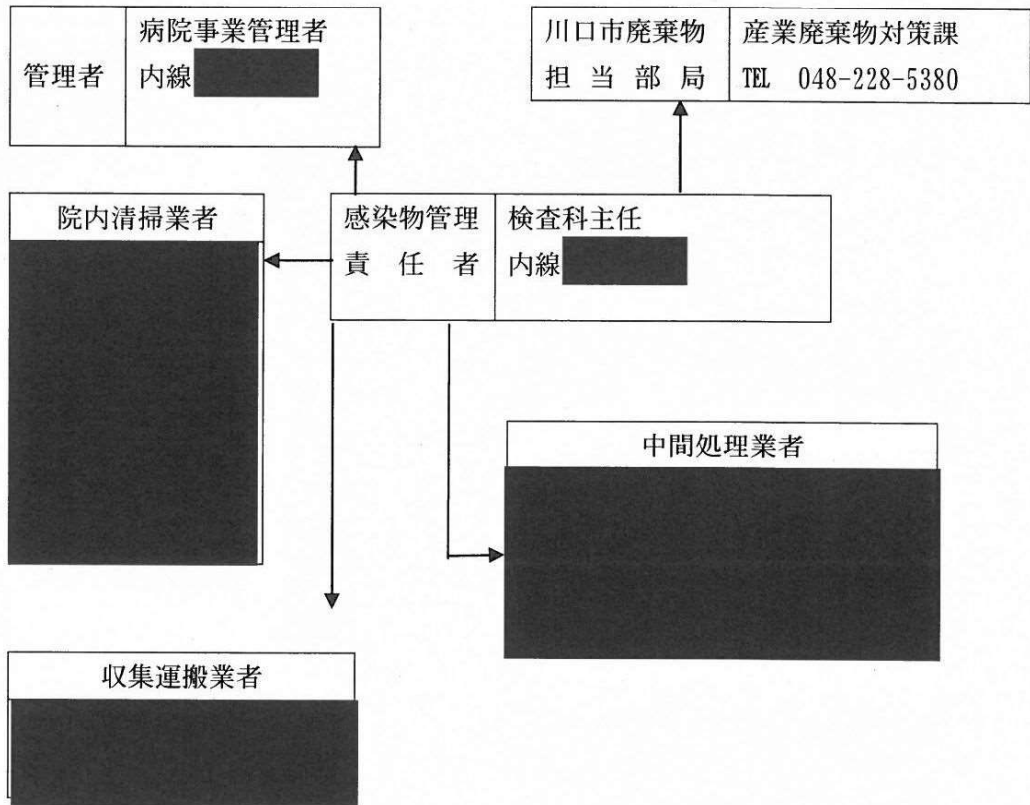 管理者
病院事業管理者
内線
川口市廃棄物
担当部局
産業廃棄物対策課
TEL 048-228-5380
院内清掃業者
感染物管理
責任者
検査科主任
内線
中間処理業者
収集運搬業者